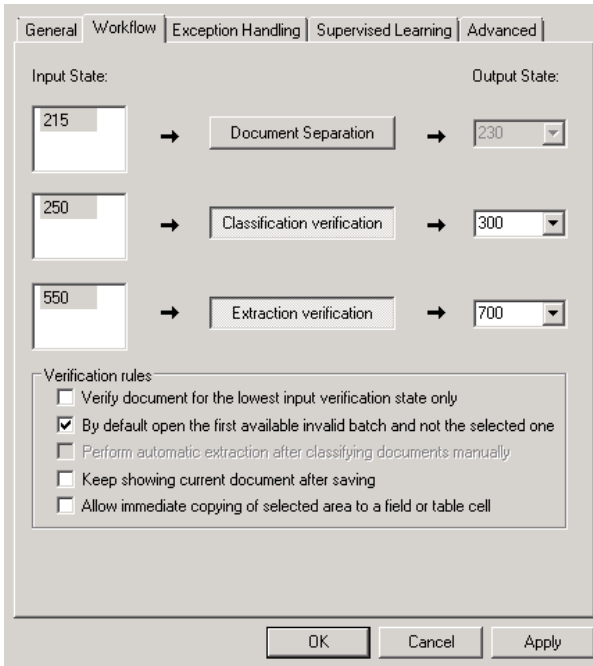 General Workflow Exception Handling Supervised Learning Advanced
Input State: Output State:
215 Document Separation 230
250 Classification verification 300
550 Extraction verification 700
Verification rules
Verify document for the lowest input verification state only
By default open the first available invalid batch and not the selected one
Perform automatic extraction after classifying documents manually
Keep showing current document after saving
Allow immediate copying of selected area to a field or table cell
OK Cancel Apply